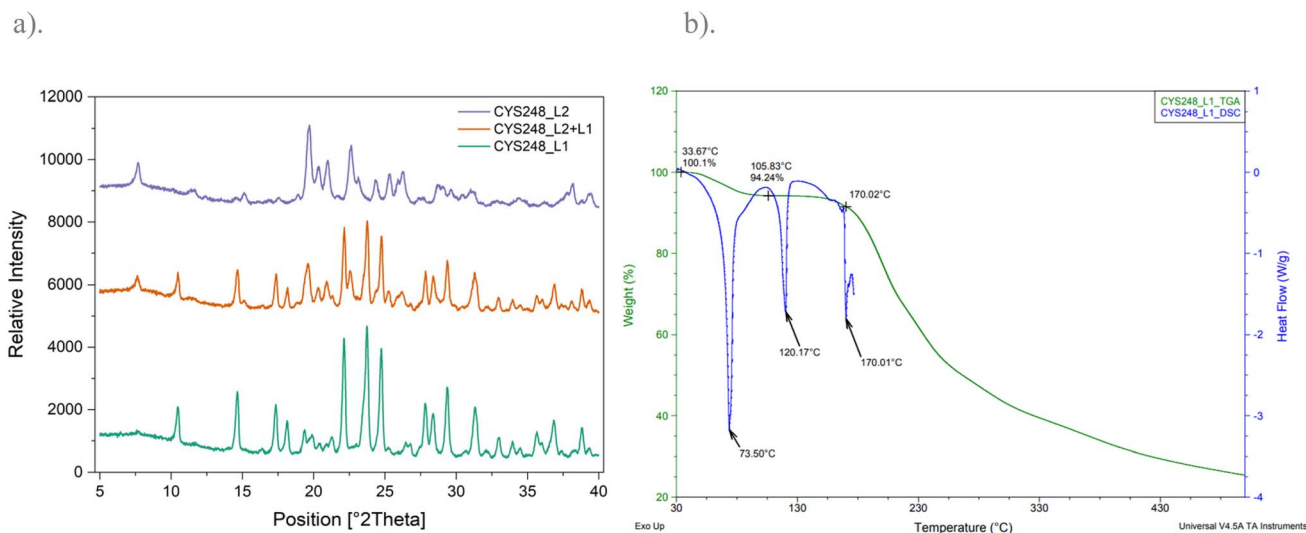 a).
b).
12000
10000
8000
6000
4000
2000
0
Relative Intensity
5 10 15 20 25 30 35 40
Position [°2Theta]
CYS248_L2
CYS248_L2+L1
CYS248_L1
120
100
80
60
40
20
Weight (%)
1
0
-1
-2
-3
-4
Heat Flow (W/g)
CYS248_L1_TGA
CYS248_L1_DSC
33.67°C
100.1%
105.83°C
94.24%
170.02°C
120.17°C
170.01°C
73.50°C
30 130 230 330 430
Exo Up
Temperature (°C)
Universal V4.5A TA Instruments